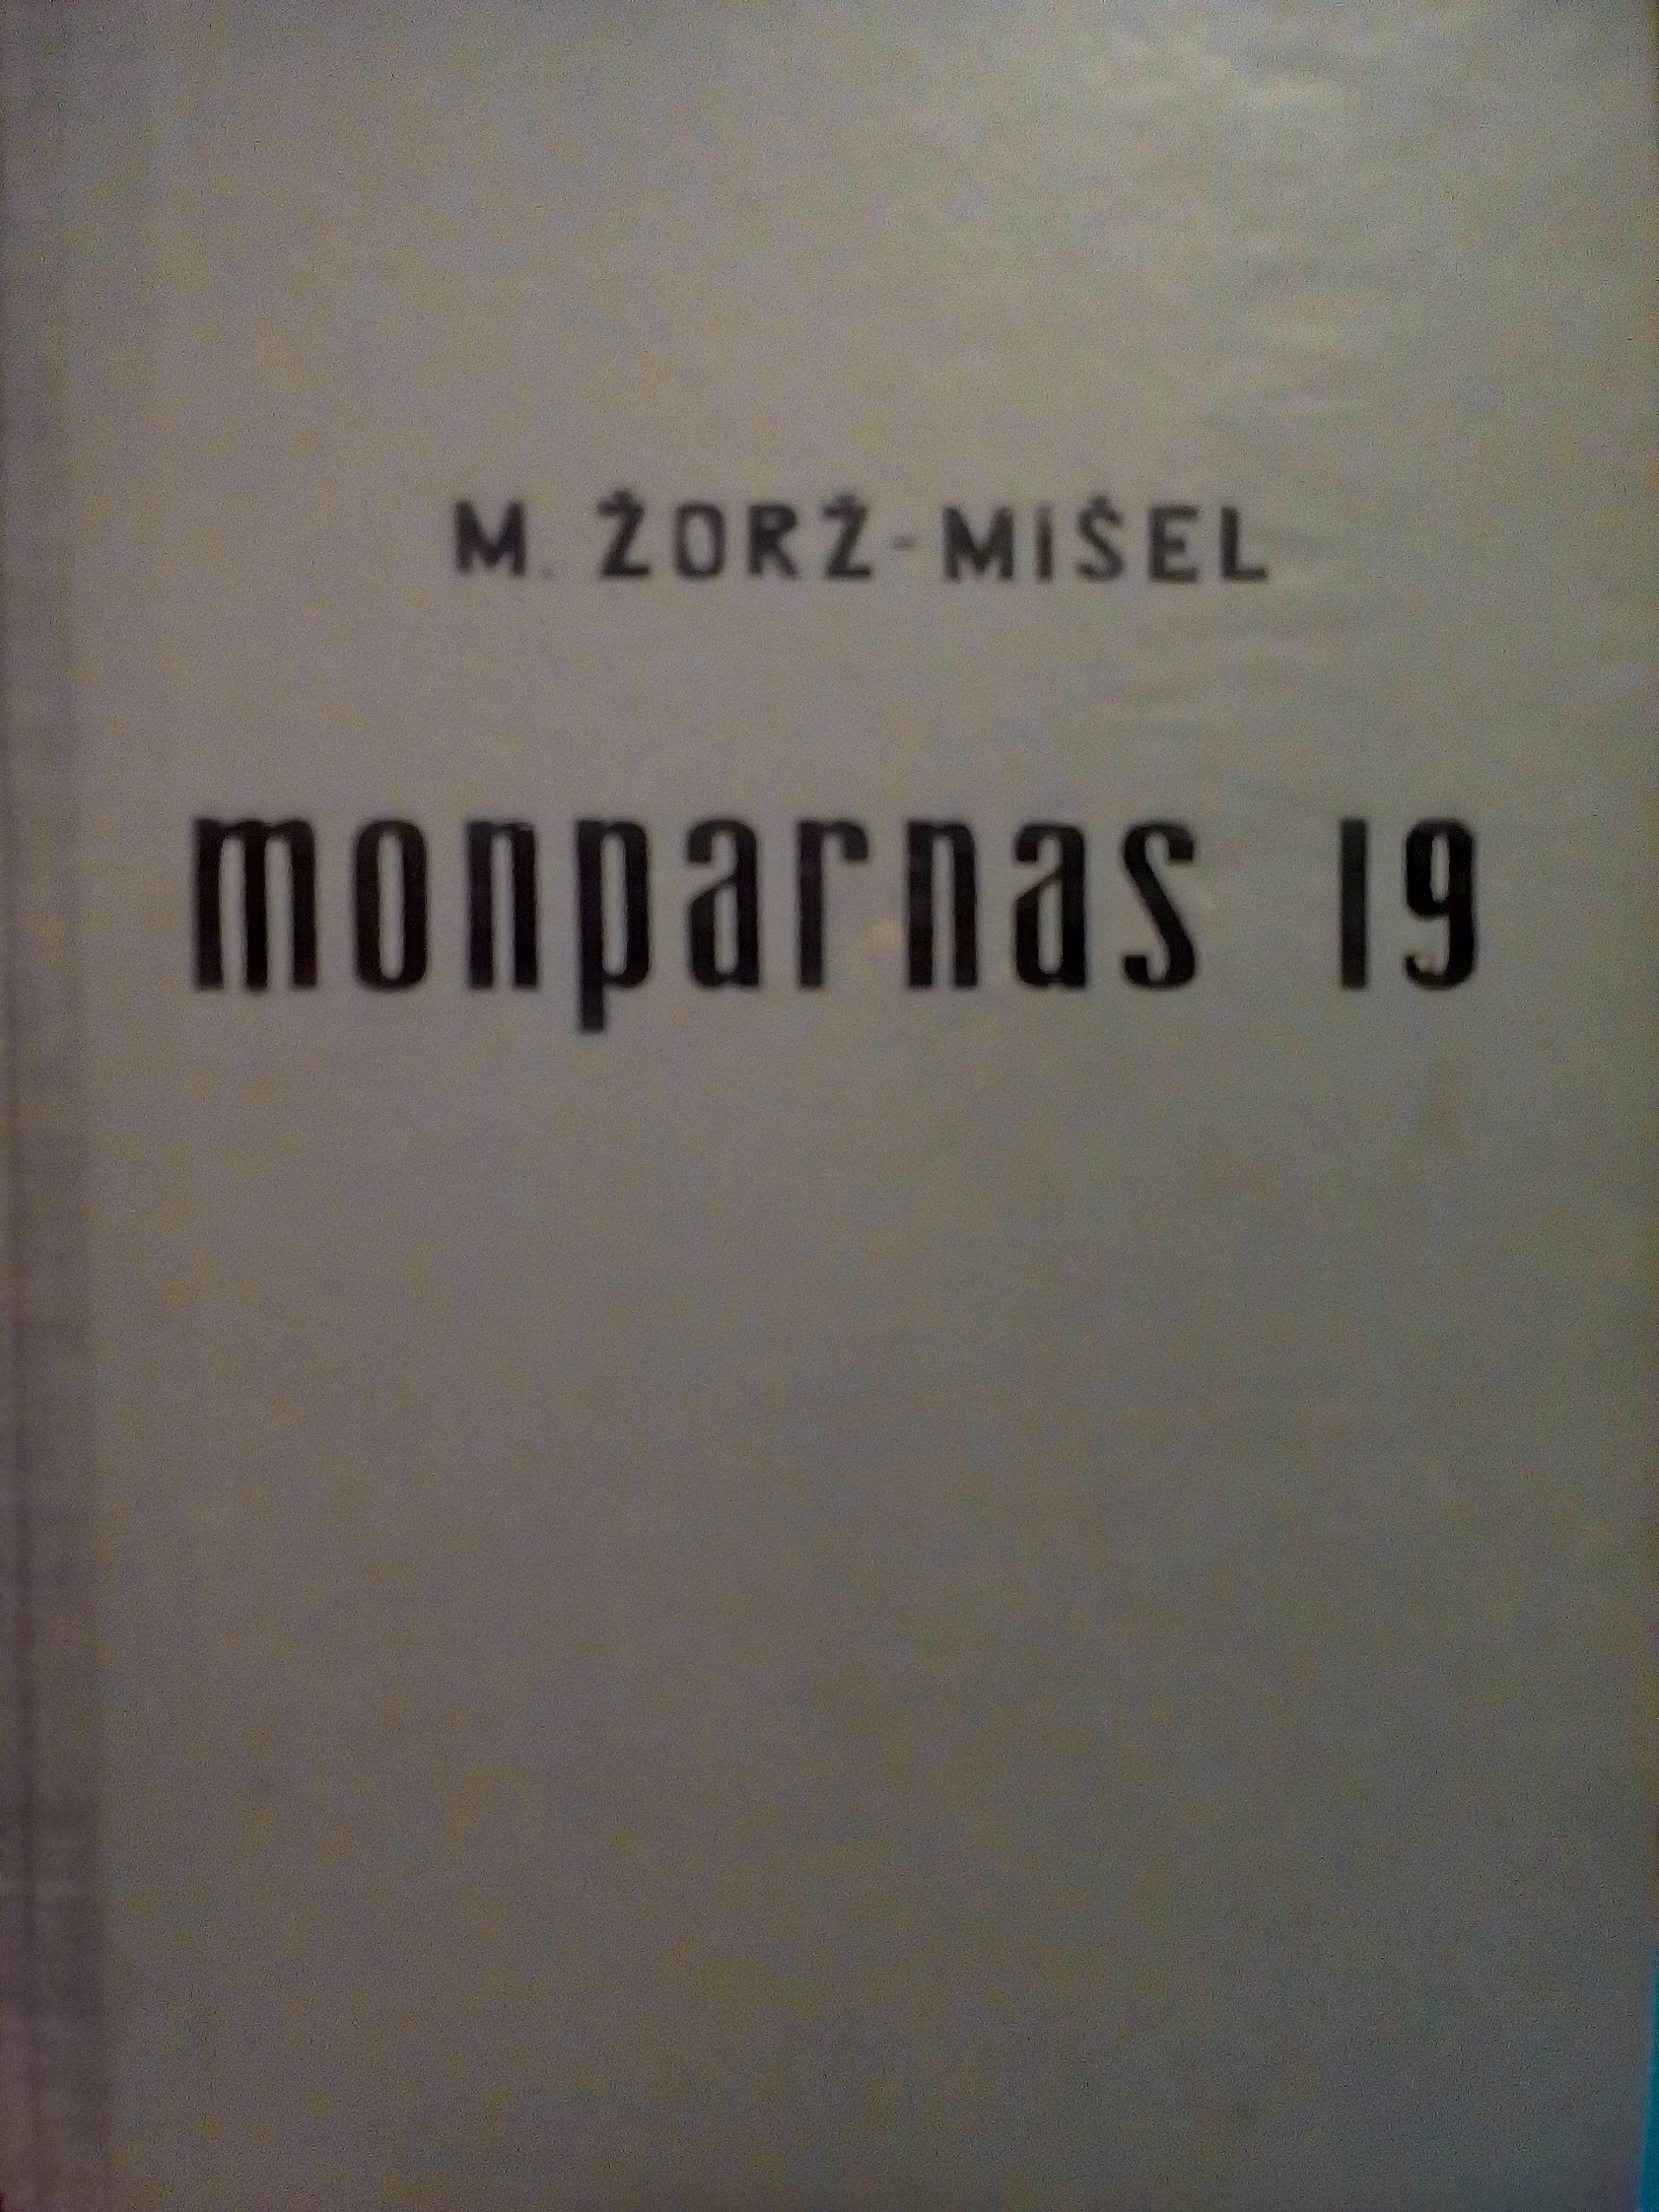 M. ŽORŽ-MIŠEL
monparnas 19